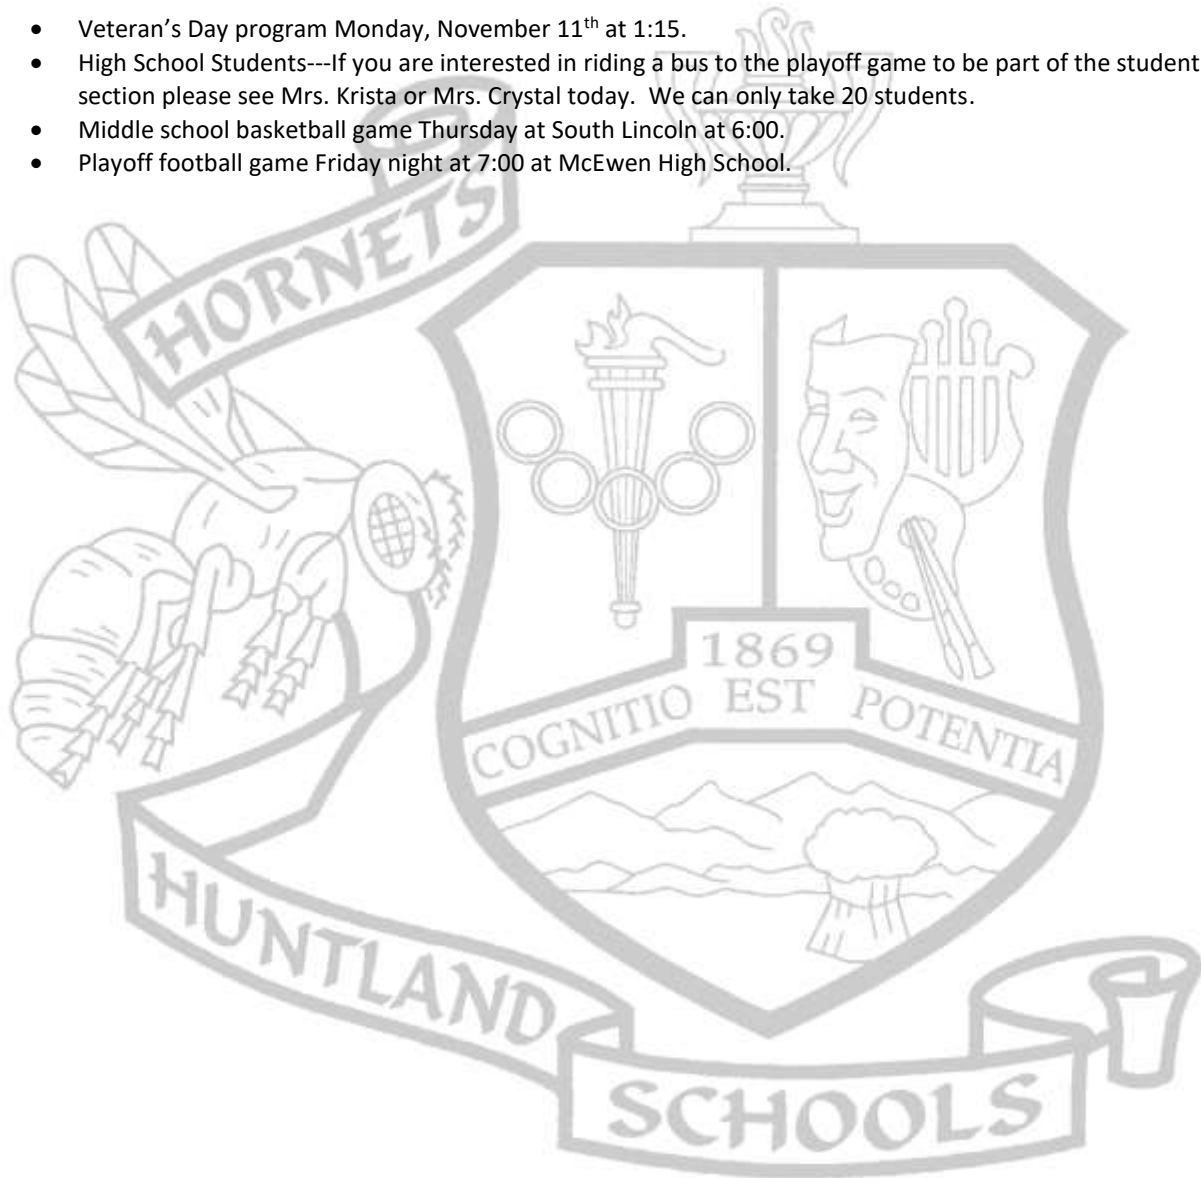 • Veteran’s Day program Monday, November 11th at 1:15.
• High School Students---If you are interested in riding a bus to the playoff game to be part of the student
section please see Mrs. Krista or Mrs. Crystal today.  We can only take 20 students.
• Middle school basketball game Thursday at South Lincoln at 6:00.
• Playoff football game Friday night at 7:00 at McEwen High School.
HORNETS
1869
COGNITIO EST POTENTIA
HUNTLAND
SCHOOLS